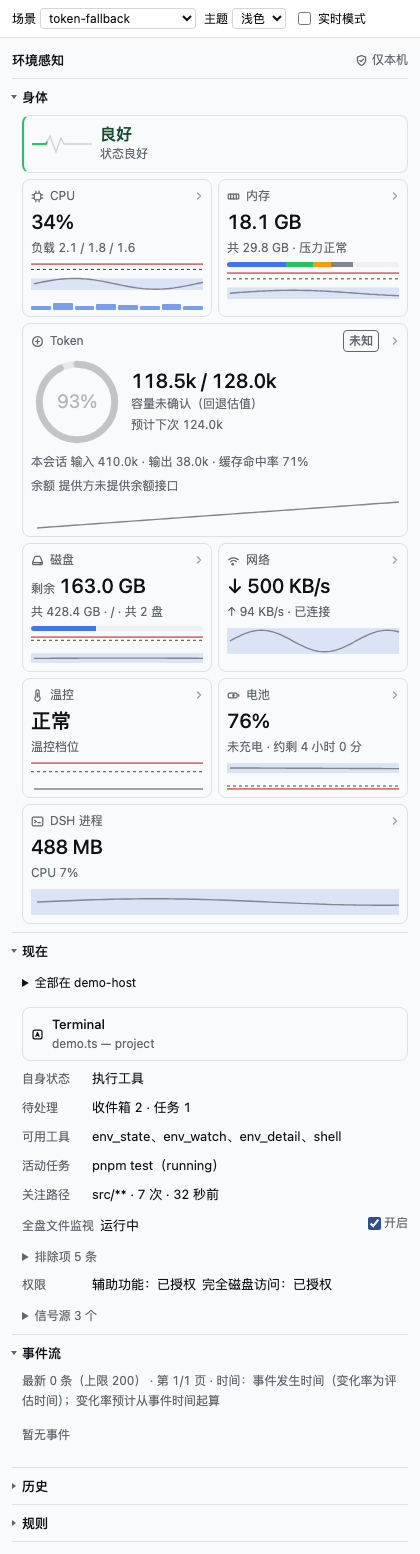 场景 token-fallback 主题 浅色 实时模式
环境感知 仅本机
身体
良好
状态良好
CPU
34%
负载 2.1 / 1.8 / 1.6
内存
18.1 GB
共 29.8 GB · 压力正常
Token 未知
93%
118.5k / 128.0k
容量未确认（回退估值）
预计下次 124.0k
本会话 输入 410.0k · 输出 38.0k · 缓存命中率 71%
余额 提供方未提供余额接口
磁盘
剩余 163.0 GB
共 428.4 GB · / · 共 2 盘
网络
↓ 500 KB/s
↑ 94 KB/s · 已连接
温控
正常
温控档位
电池
76%
未充电 · 约剩 4 小时 0 分
DSH 进程
488 MB
CPU 7%
现在
全部在 demo-host
Terminal
demo.ts — project
自身状态 执行工具
待处理 收件箱 2 · 任务 1
可用工具 env_state、env_watch、env_detail、shell
活动任务 pnpm test（running）
关注路径 src/** · 7 次 · 32 秒前
全盘文件监视 运行中 开启
排除项 5 条
权限 辅助功能：已授权 完全磁盘访问：已授权
信号源 3 个
事件流
最新 0 条（上限 200） · 第 1/1 页 · 时间：事件发生时间（变化率为评
估时间）；变化率预计从事件时间起算
暂无事件
历史
规则